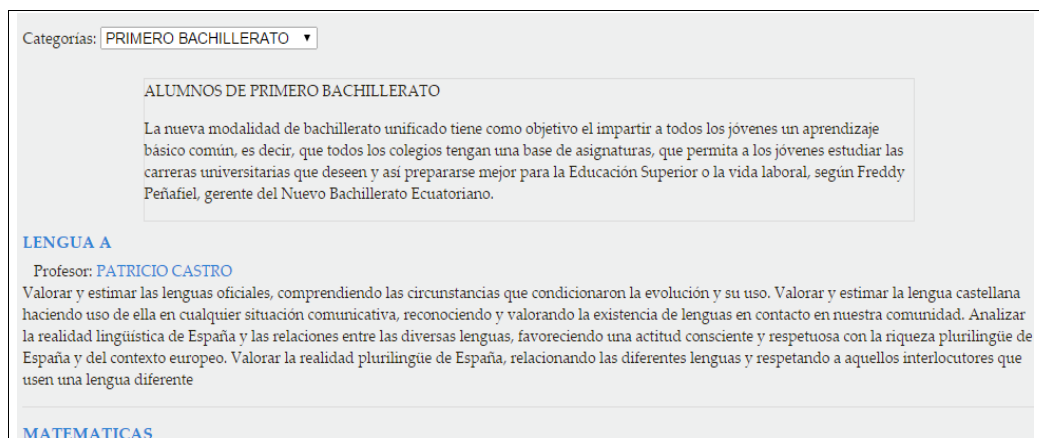 Categorías: PRIMERO BACHILLERATO
ALUMNOS DE PRIMERO BACHILLERATO
La nueva modalidad de bachillerato unificado tiene como objetivo el impartir a todos los jóvenes un aprendizaje
básico común, es decir, que todos los colegios tengan una base de asignaturas, que permita a los jóvenes estudiar las
carreras universitarias que deseen y así prepararse mejor para la Educación Superior o la vida laboral, según Freddy
Peñafiel, gerente del Nuevo Bachillerato Ecuatoriano.
LENGUA A
Profesor: PATRICIO CASTRO
Valorar y estimar las lenguas oficiales, comprendiendo las circunstancias que condicionaron la evolución y su uso. Valorar y estimar la lengua castellana
haciendo uso de ella en cualquier situación comunicativa, reconociendo y valorando la existencia de lenguas en contacto en nuestra comunidad. Analizar
la realidad lingüística de España y las relaciones entre las diversas lenguas, favoreciendo una actitud consciente y respetuosa con la riqueza plurilingüe de
España y del contexto europeo. Valorar la realidad plurilingüe de España, relacionando las diferentes lenguas y respetando a aquellos interlocutores que
usen una lengua diferente
MATEMATICAS